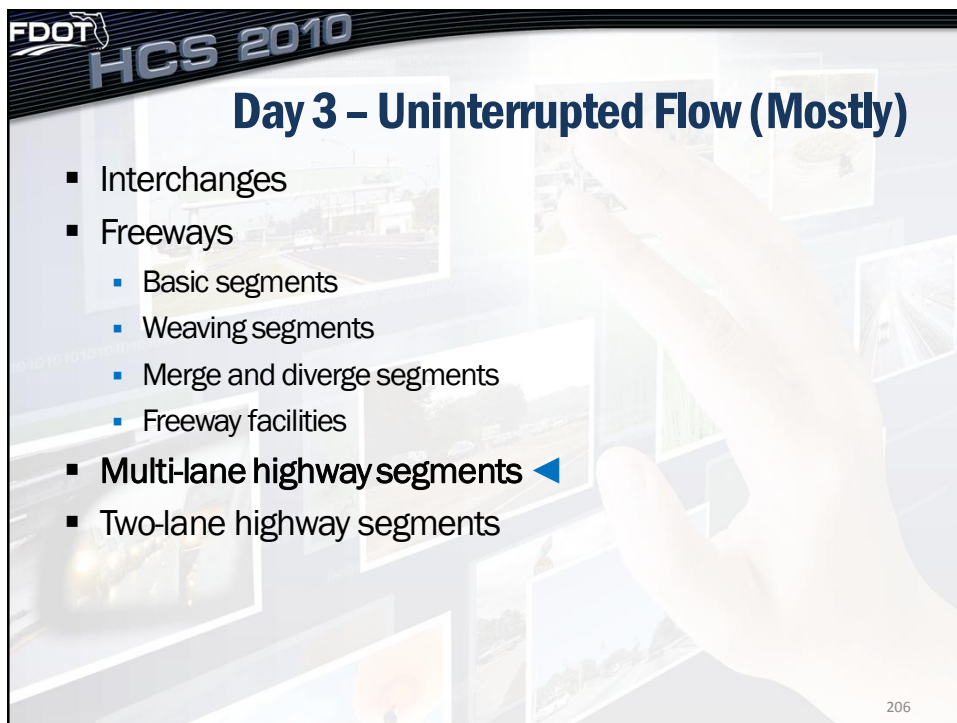 FDOT
HCS 2010
Day 3 – Uninterrupted Flow (Mostly)
▪ Interchanges
▪ Freeways
▪ Basic segments
▪ Weaving segments
▪ Merge and diverge segments
▪ Freeway facilities
▪ Multi-lane highway segments ◄
▪ Two-lane highway segments
206